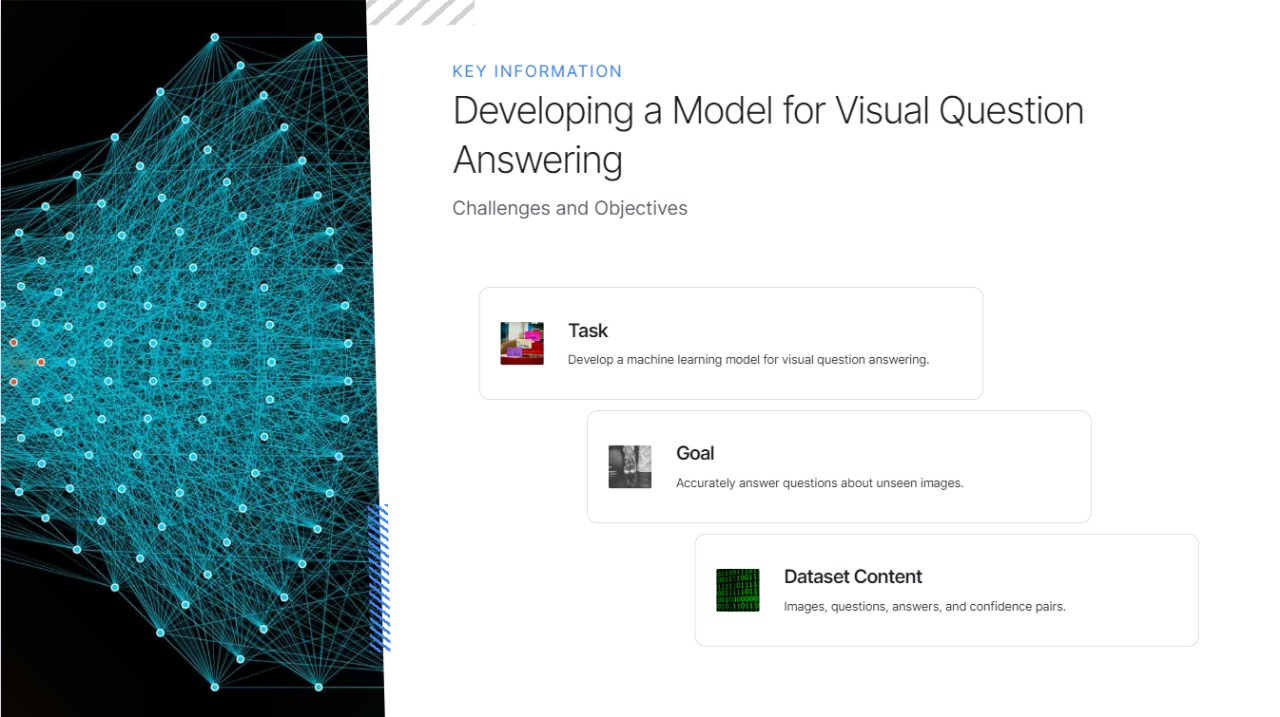 KEY INFORMATION
Developing a Model for Visual Question
Answering
Challenges and Objectives
Task
Develop a machine learning model for visual question answering.
Goal
Accurately answer questions about unseen images.
Dataset Content
Images, questions, answers, and confidence pairs.